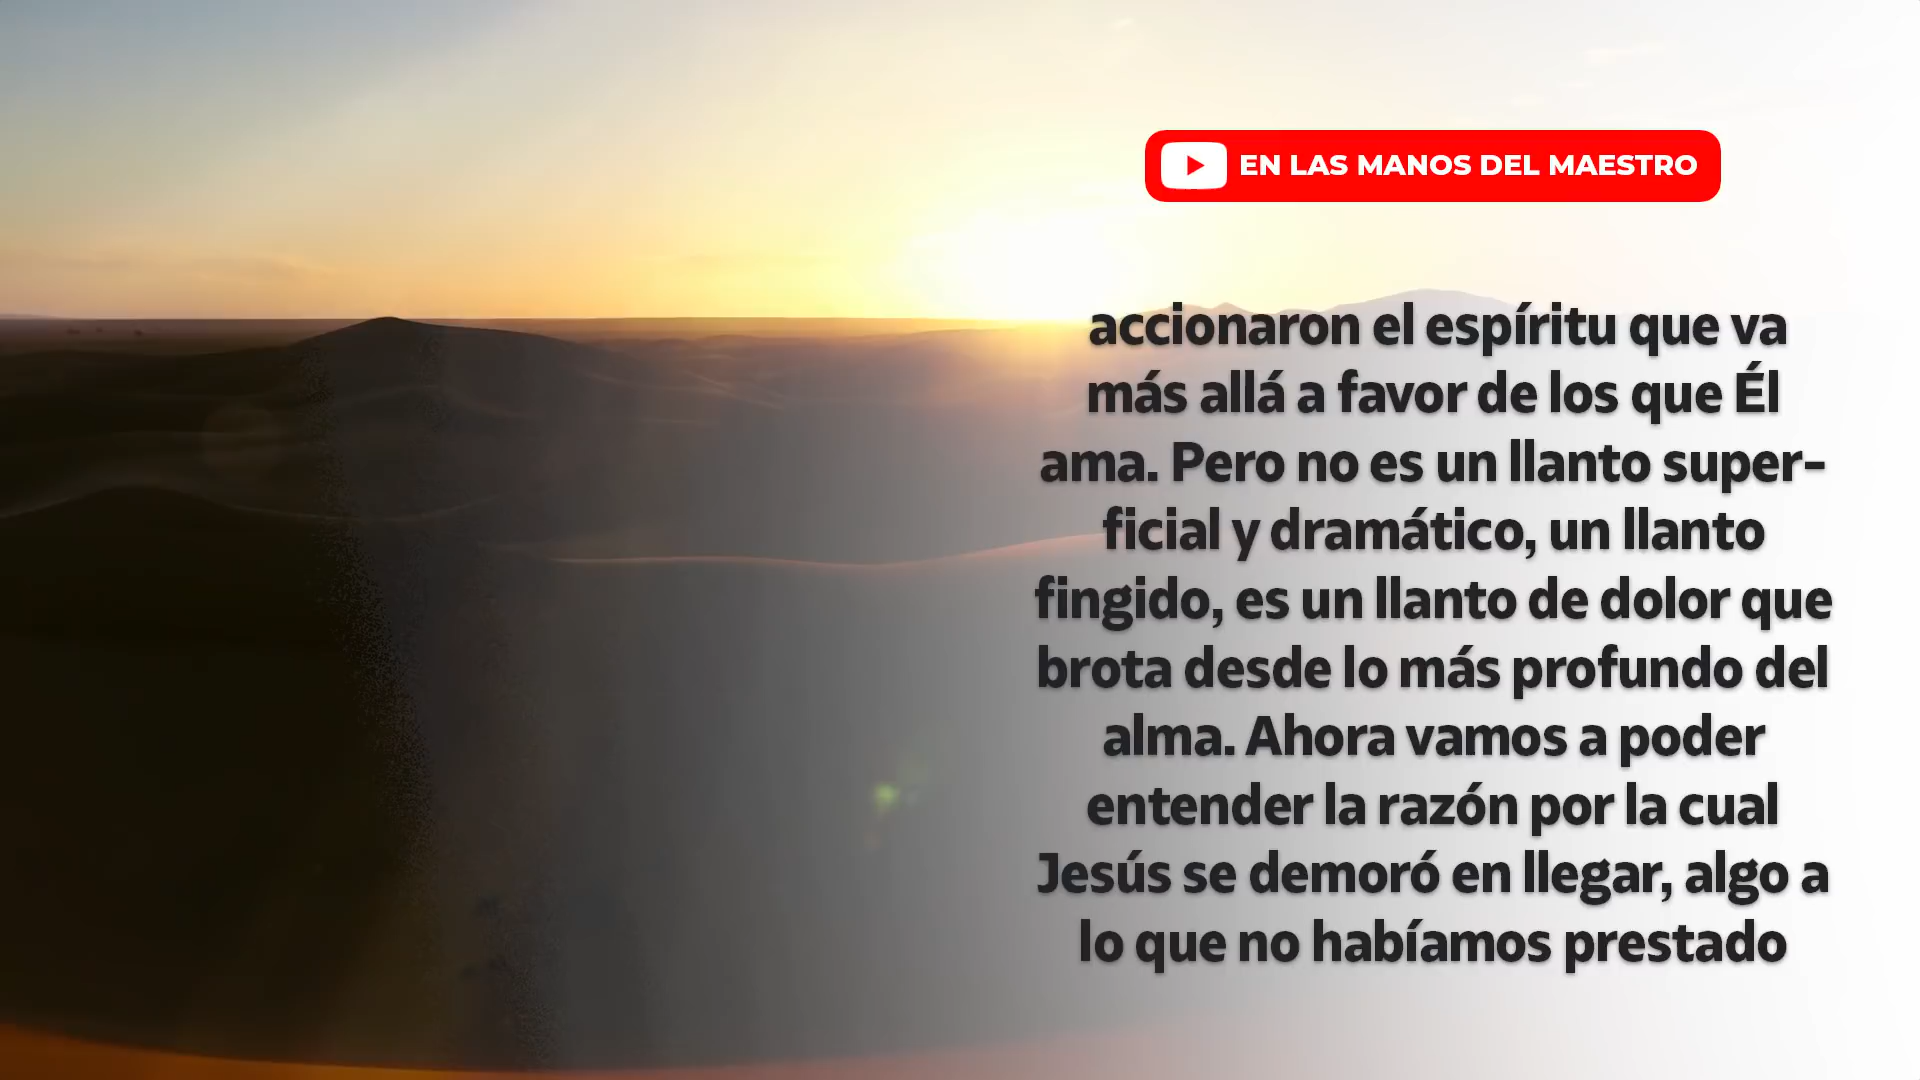 EN LAS MANOS DEL MAESTRO
accionaron el espíritu que va
más allá a favor de los que Él
ama. Pero no es un llanto super-
ficial y dramático, un llanto
fingido, es un llanto de dolor que
brota desde lo más profundo del
alma. Ahora vamos a poder
entender la razón por la cual
Jesús se demoró en llegar, algo a
lo que no habíamos prestado